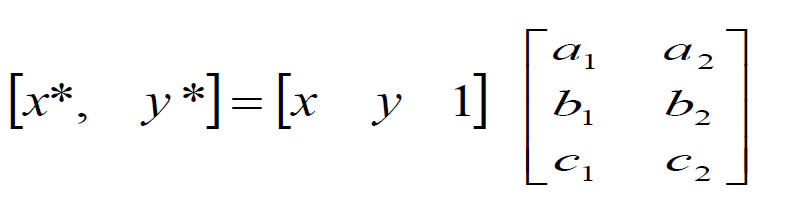 a₁ a₂
[x*, y*]=[x y 1] b₁ b₂
c₁ c₂